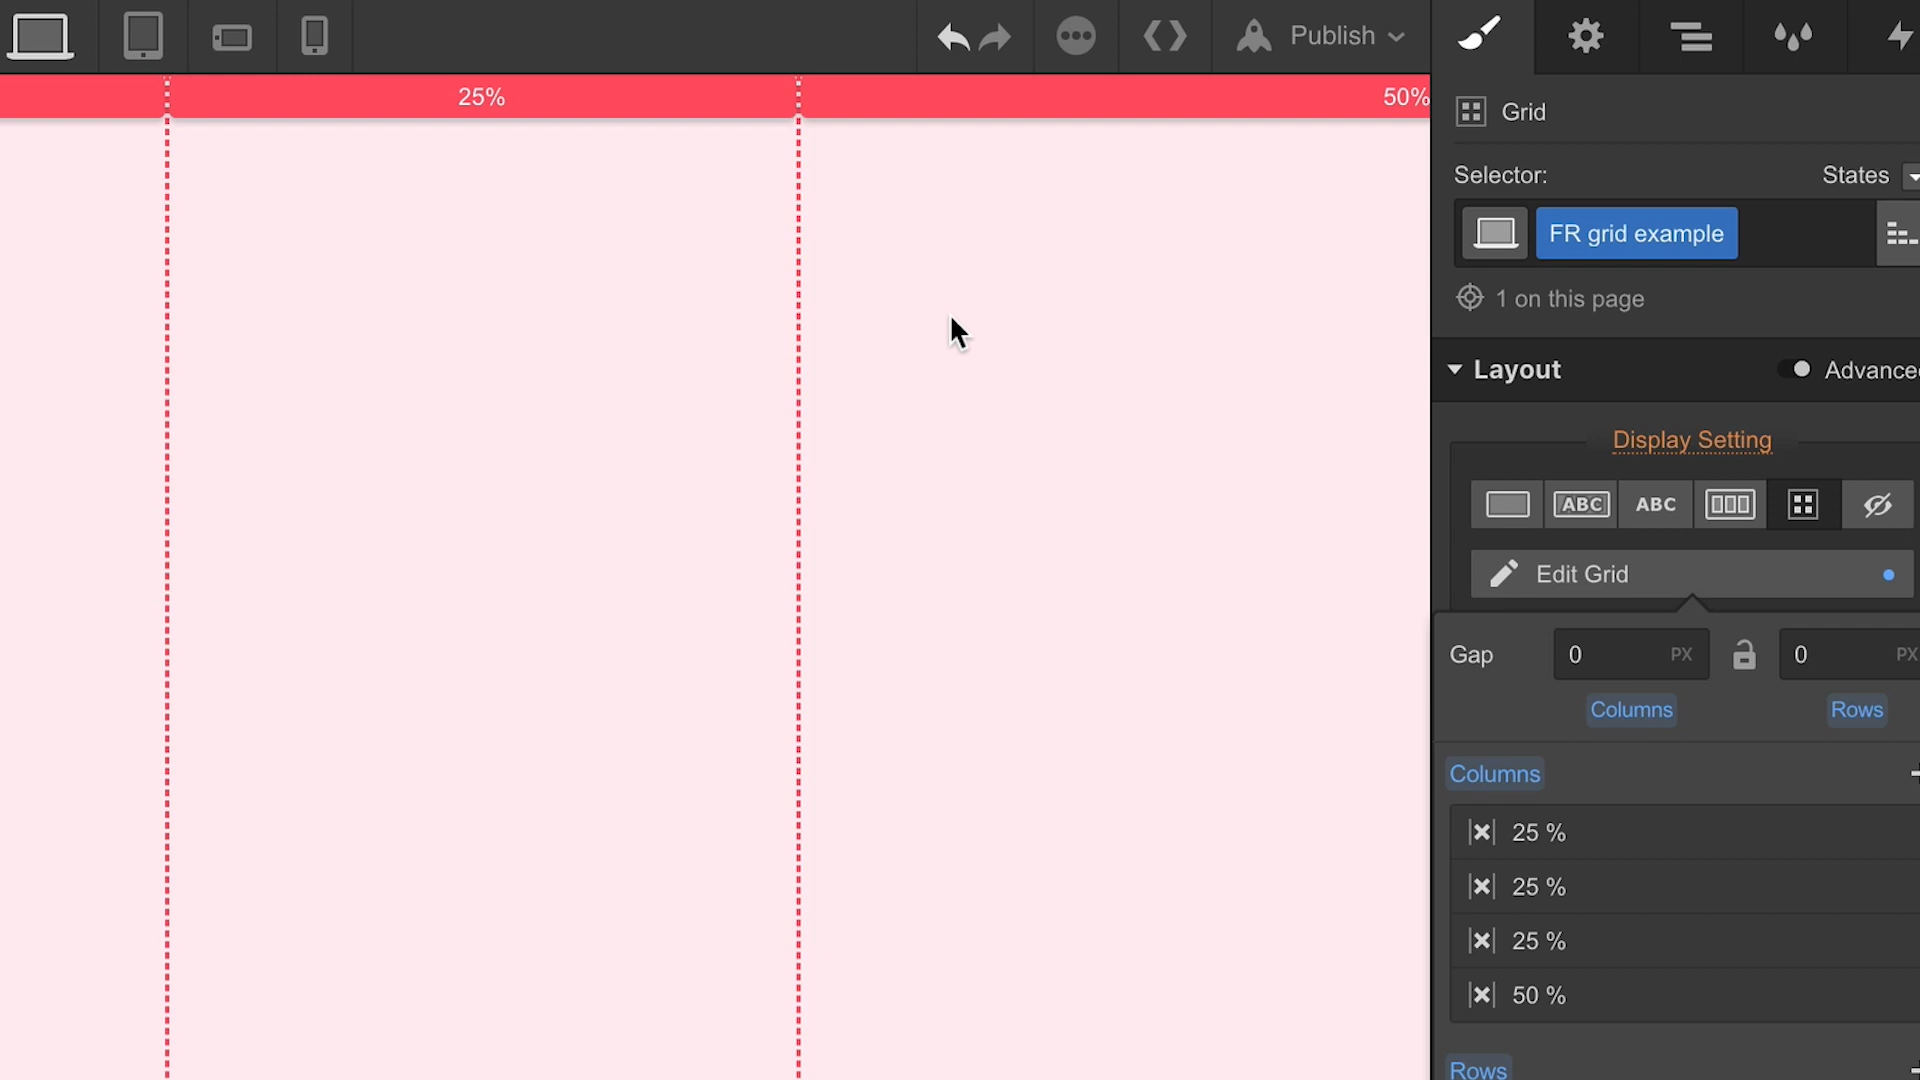 Publish
25%
50%
Grid
Selector:
States
FR grid example
1 on this page
Layout
Advance
Display Setting
ABC
ABC
Edit Grid
Gap
0 PX
0 PX
Columns
Rows
Columns
25 %
25 %
25 %
50 %
Rows